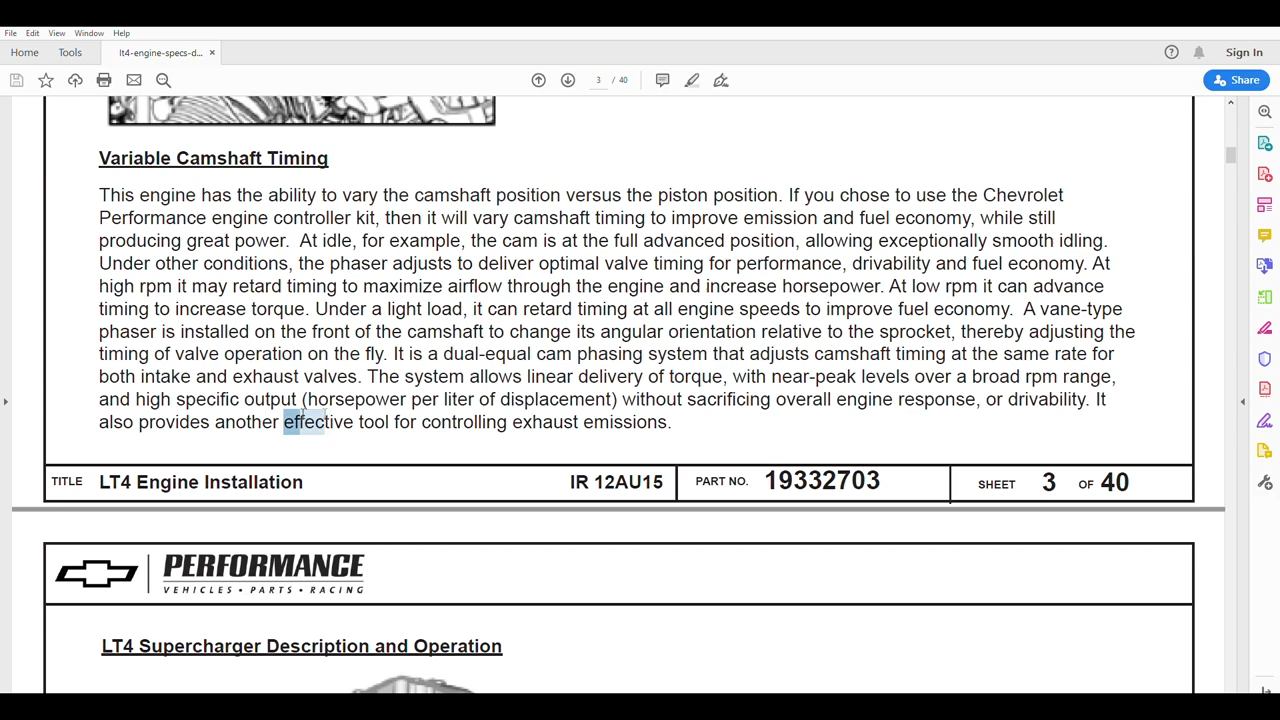 File Edit View Window Help
Home Tools lt4-engine-specs-d... × Sign In
3 / 40 Share
Variable Camshaft Timing
This engine has the ability to vary the camshaft position versus the piston position. If you chose to use the Chevrolet
Performance engine controller kit, then it will vary camshaft timing to improve emission and fuel economy, while still
producing great power.  At idle, for example, the cam is at the full advanced position, allowing exceptionally smooth idling.
Under other conditions, the phaser adjusts to deliver optimal valve timing for performance, drivability and fuel economy. At
high rpm it may retard timing to maximize airflow through the engine and increase horsepower. At low rpm it can advance
timing to increase torque. Under a light load, it can retard timing at all engine speeds to improve fuel economy.  A vane-type
phaser is installed on the front of the camshaft to change its angular orientation relative to the sprocket, thereby adjusting the
timing of valve operation on the fly. It is a dual-equal cam phasing system that adjusts camshaft timing at the same rate for
both intake and exhaust valves. The system allows linear delivery of torque, with near-peak levels over a broad rpm range,
and high specific output (horsepower per liter of displacement) without sacrificing overall engine response, or drivability. It
also provides another effective tool for controlling exhaust emissions.
TITLE LT4 Engine Installation IR 12AU15 PART NO. 19332703 SHEET 3 OF 40
PERFORMANCE
VEHICLES • PARTS • RACING
LT4 Supercharger Description and Operation